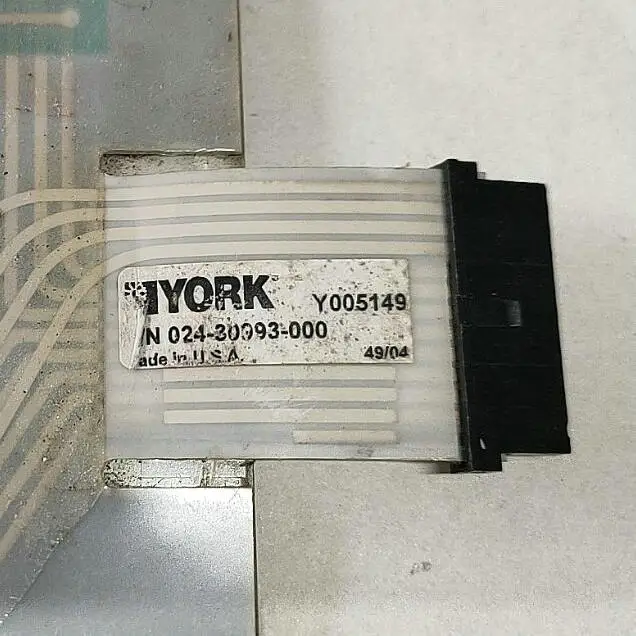 YORK Y005149
/N 024-30093-000
ade in U.S.A. 49/04